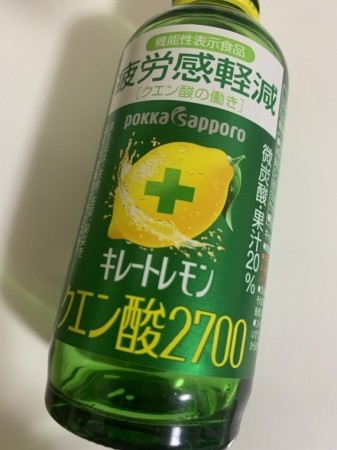 機能性表示食品
疲労感軽減
［クエン酸の働き］
pokka sapporo
キレートレモン
クエン酸2700
微炭酸・果汁20%